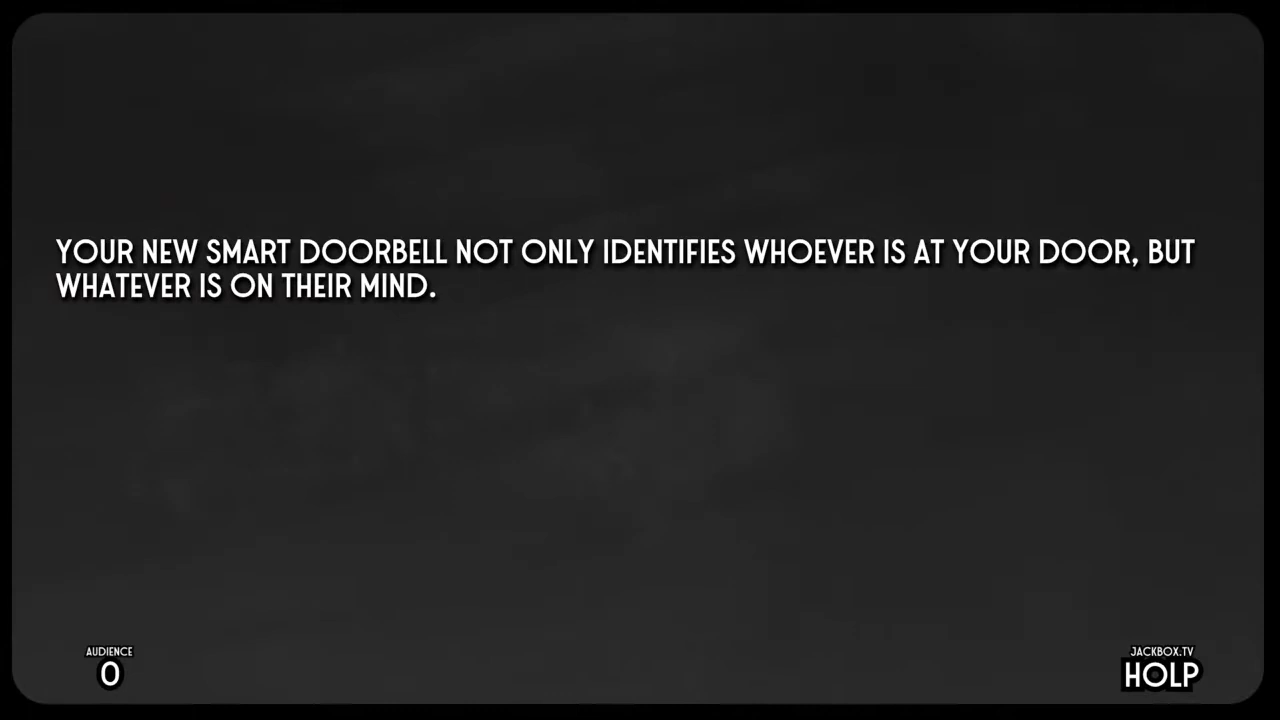 YOUR NEW SMART DOORBELL NOT ONLY IDENTIFIES WHOEVER IS AT YOUR DOOR, BUT
WHATEVER IS ON THEIR MIND.
AUDIENCE
0
JACKBOX.TV
HOLP